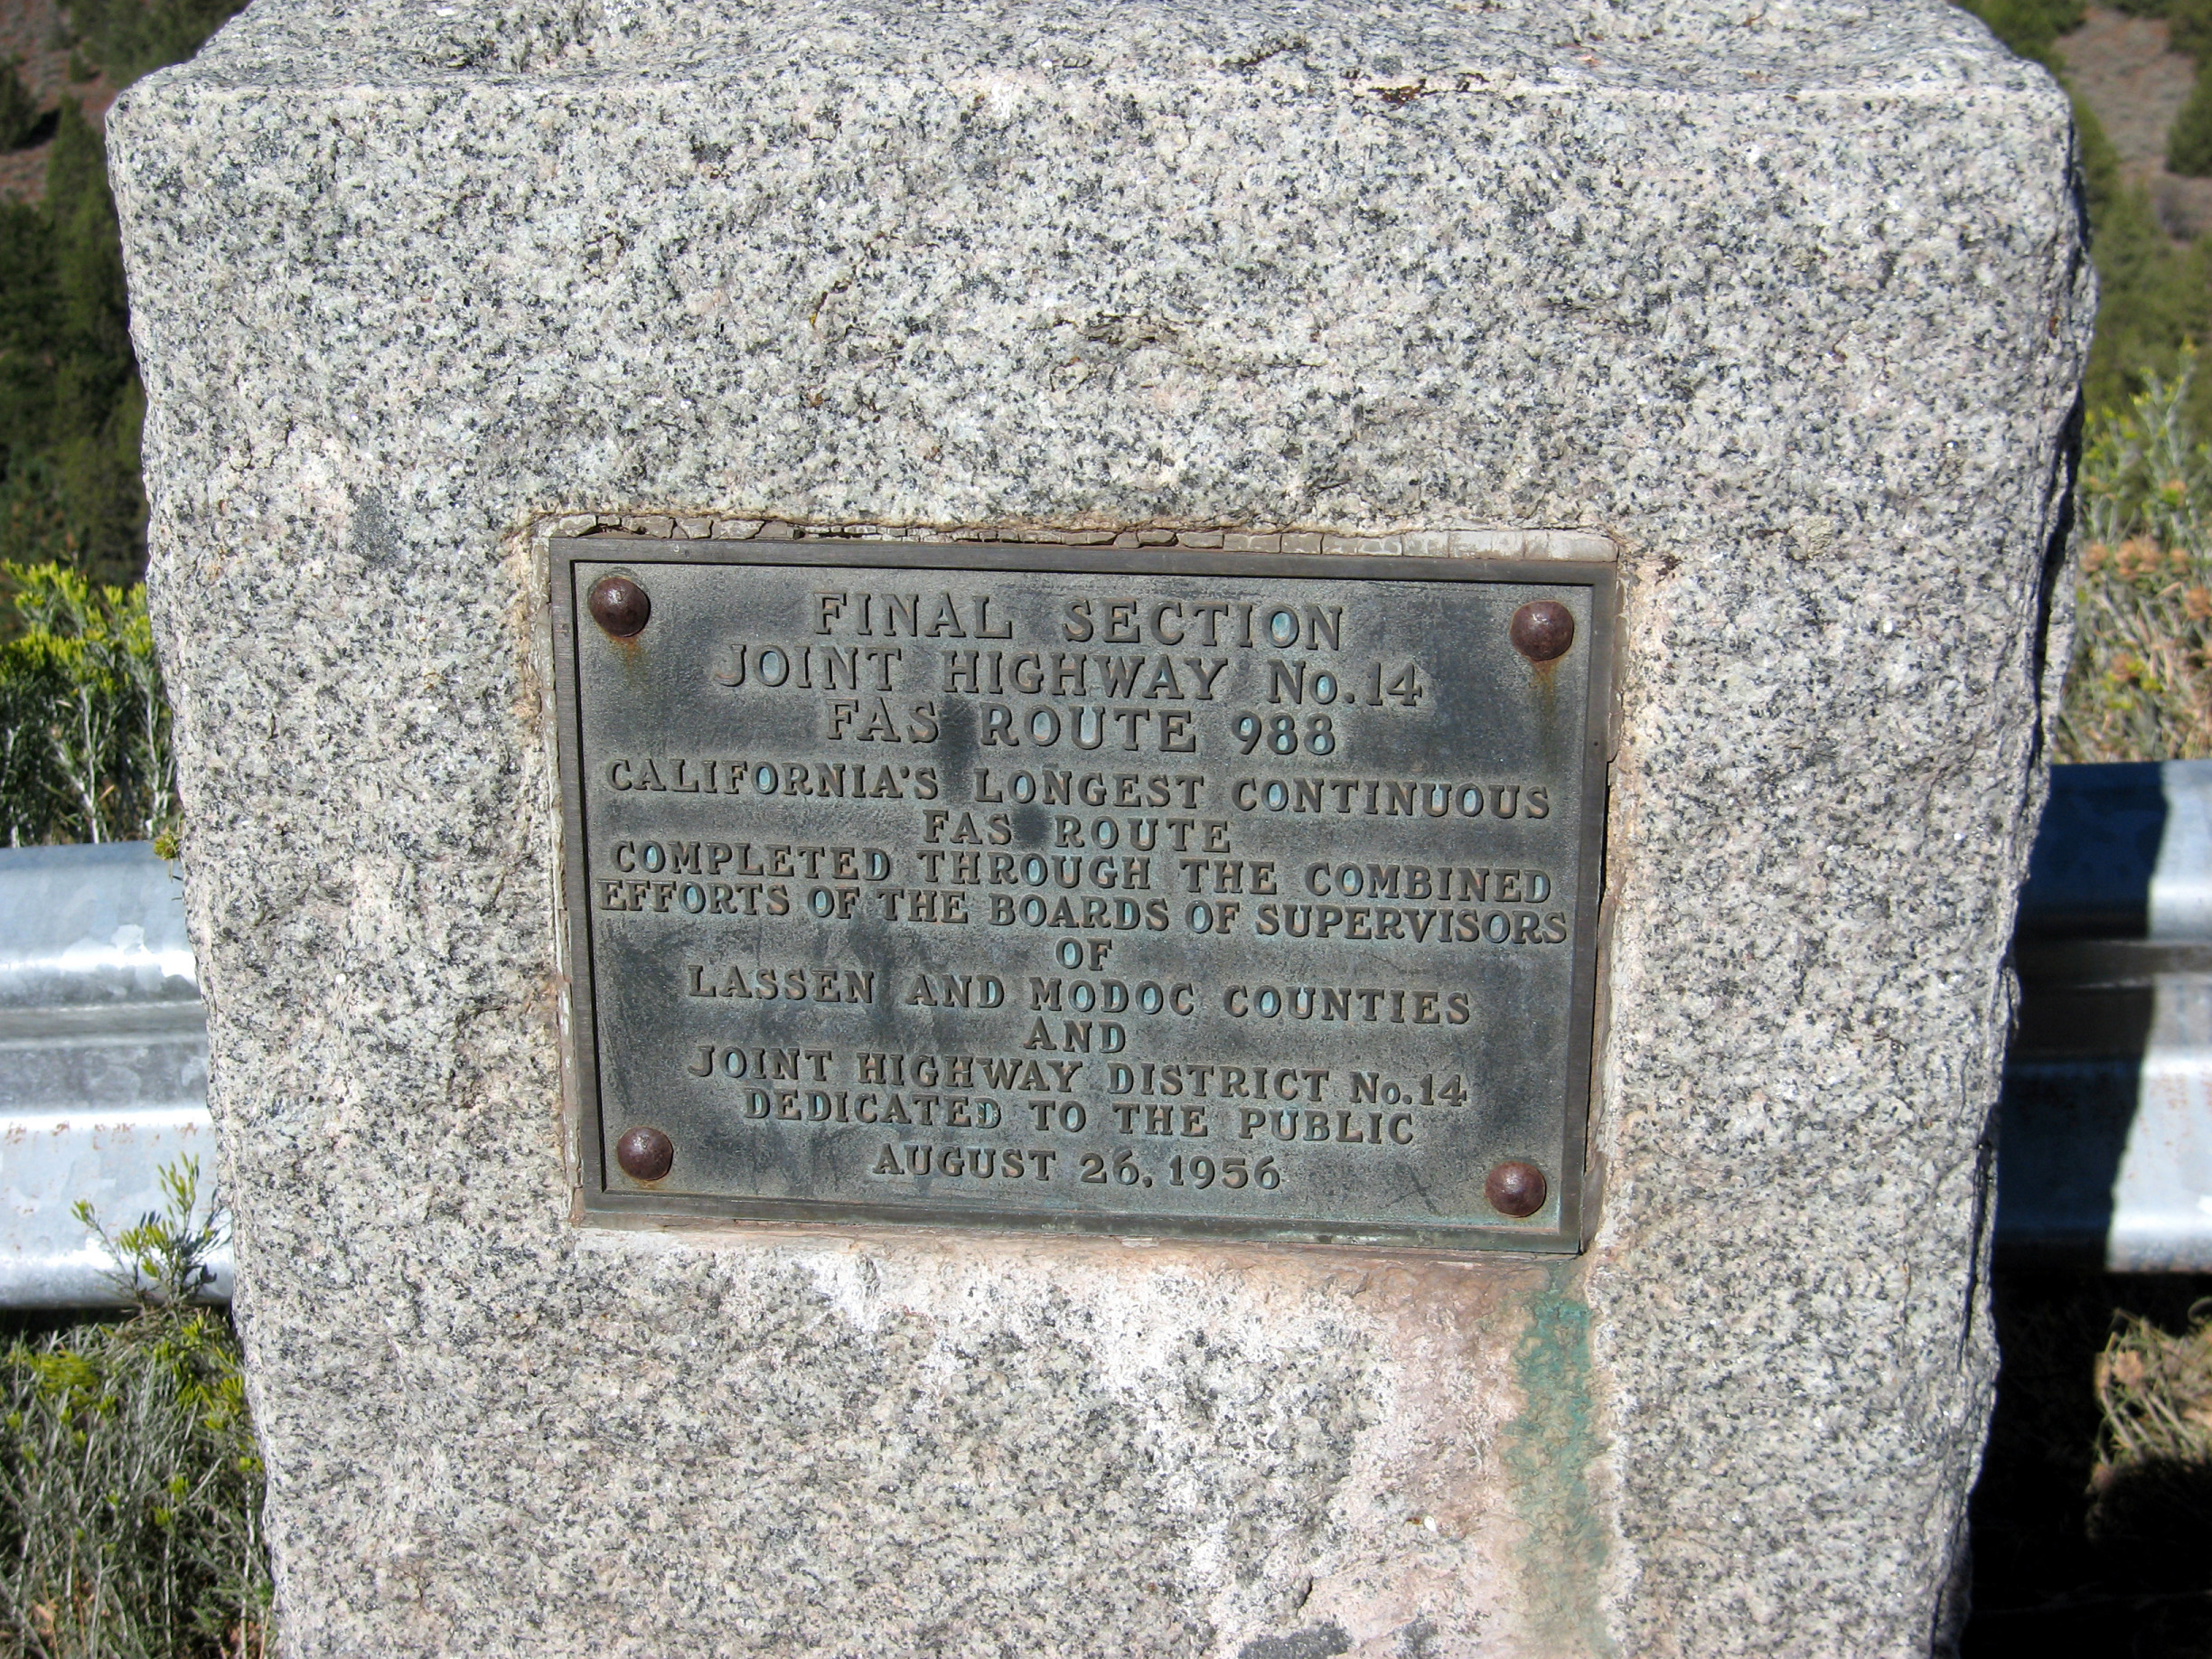 FINAL SECTION
JOINT HIGHWAY No. 14
FAS ROUTE 988
CALIFORNIA'S LONGEST CONTINUOUS
FAS ROUTE
COMPLETED THROUGH THE COMBINED
EFFORTS OF THE BOARDS OF SUPERVISORS
OF
LASSEN AND MODOC COUNTIES
AND
JOINT HIGHWAY DISTRICT No. 14
DEDICATED TO THE PUBLIC
AUGUST 26, 1956